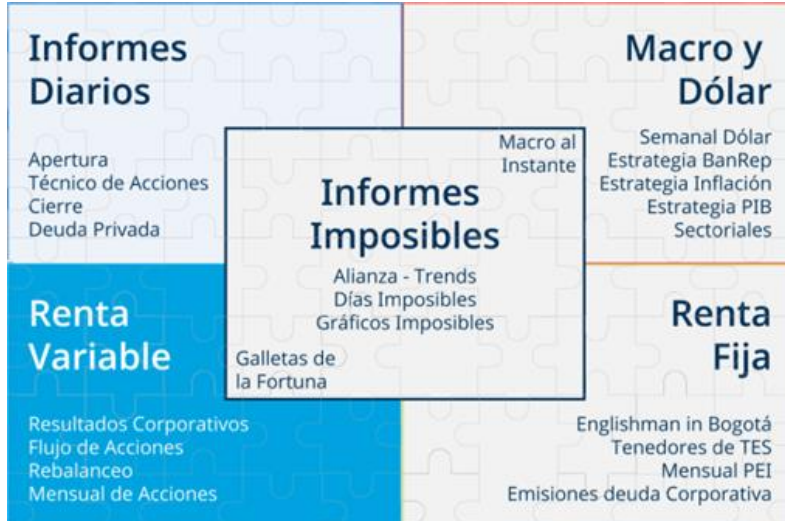 Informes
Diarios
Apertura
Técnico de Acciones
Cierre
Deuda Privada
Macro y
Dólar
Semanal Dólar
Estrategia BanRep
Estrategia Inflación
Estrategia PIB
Sectoriales
Macro al
Instante
Informes
Imposibles
Alianza - Trends
Días Imposibles
Gráficos Imposibles
Galletas de
la Fortuna
Renta
Variable
Resultados Corporativos
Flujo de Acciones
Rebalanceo
Mensual de Acciones
Renta
Fija
Englishman in Bogotá
Tenedores de TES
Mensual PEI
Emisiones deuda Corporativa